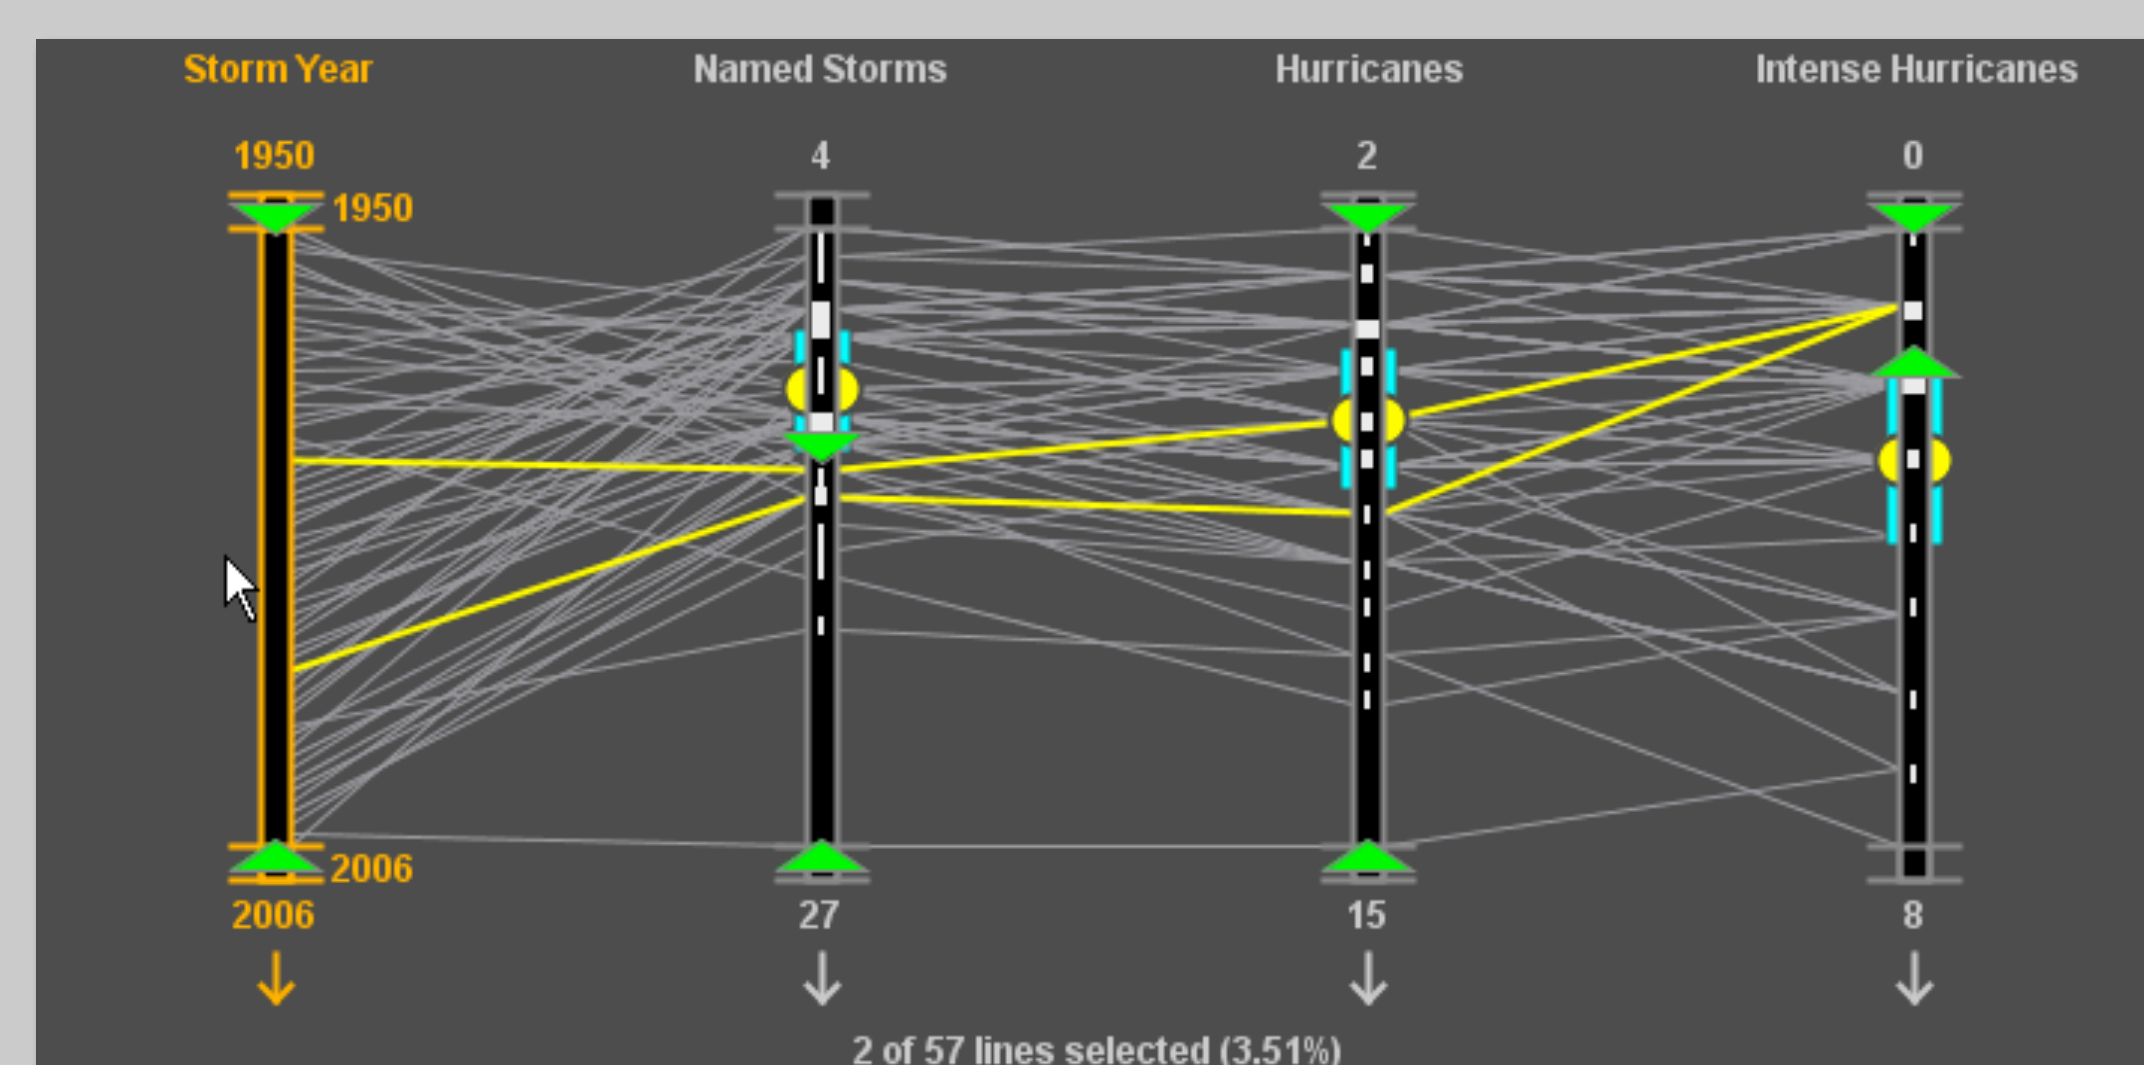 Storm Year Named Storms Hurricanes Intense Hurricanes
1950 4 2 0
1950
2006
2006 27 15 8
2 of 57 lines selected (3.51%)